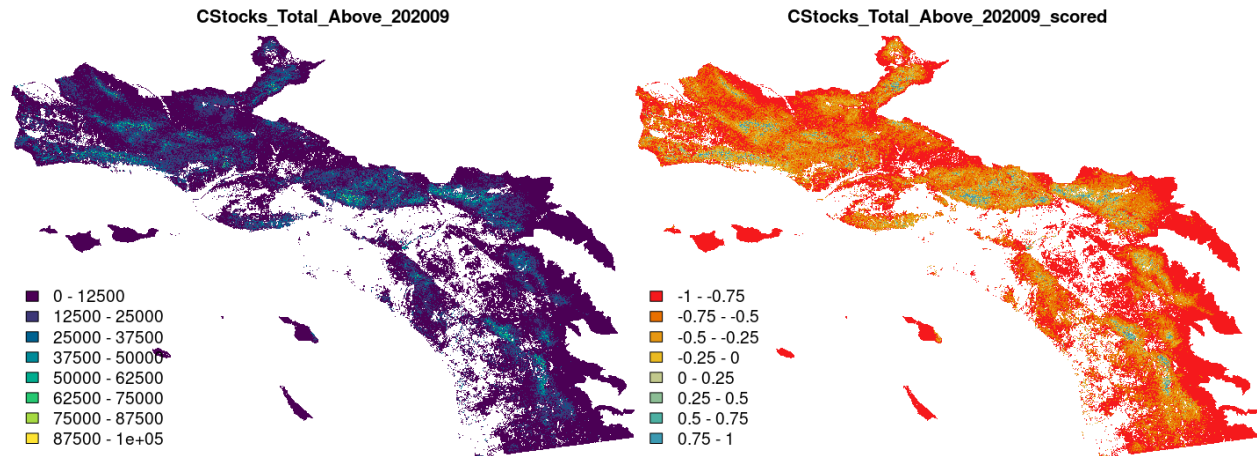 CStocks_Total_Above_202009
0 - 12500
12500 - 25000
25000 - 37500
37500 - 50000
50000 - 62500
62500 - 75000
75000 - 87500
87500 - 1e+05
CStocks_Total_Above_202009_scored
-1 - -0.75
-0.75 - -0.5
-0.5 - -0.25
-0.25 - 0
0 - 0.25
0.25 - 0.5
0.5 - 0.75
0.75 - 1